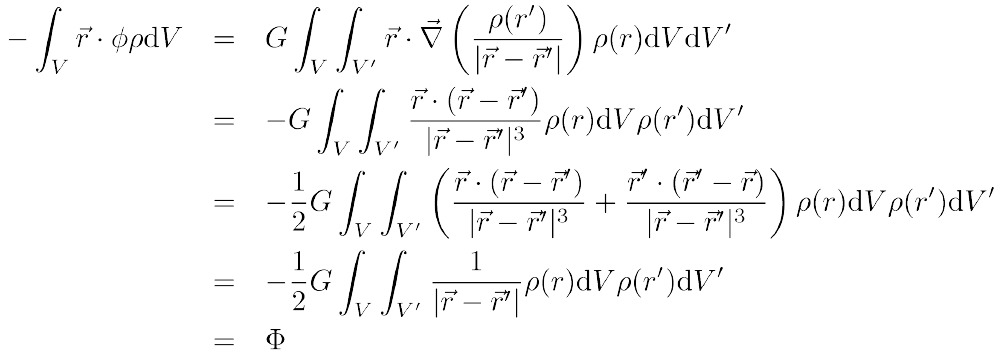 $-\int_V \vec{r} \cdot \phi \rho \mathrm{d}V = G \int_V \int_{V'} \vec{r} \cdot \vec{\nabla} \left( \frac{\rho(r')}{|\vec{r} - \vec{r}'|} \right) \rho(r) \mathrm{d}V \mathrm{d}V'$
$= -G \int_V \int_{V'} \frac{\vec{r} \cdot (\vec{r} - \vec{r}')}{|\vec{r} - \vec{r}'|^3} \rho(r) \mathrm{d}V \rho(r') \mathrm{d}V'$
$= -\frac{1}{2} G \int_V \int_{V'} \left( \frac{\vec{r} \cdot (\vec{r} - \vec{r}')}{|\vec{r} - \vec{r}'|^3} + \frac{\vec{r}' \cdot (\vec{r}' - \vec{r})}{|\vec{r} - \vec{r}'|^3} \right) \rho(r) \mathrm{d}V \rho(r') \mathrm{d}V'$
$= -\frac{1}{2} G \int_V \int_{V'} \frac{1}{|\vec{r} - \vec{r}'|} \rho(r) \mathrm{d}V \rho(r') \mathrm{d}V'$
$= \Phi$